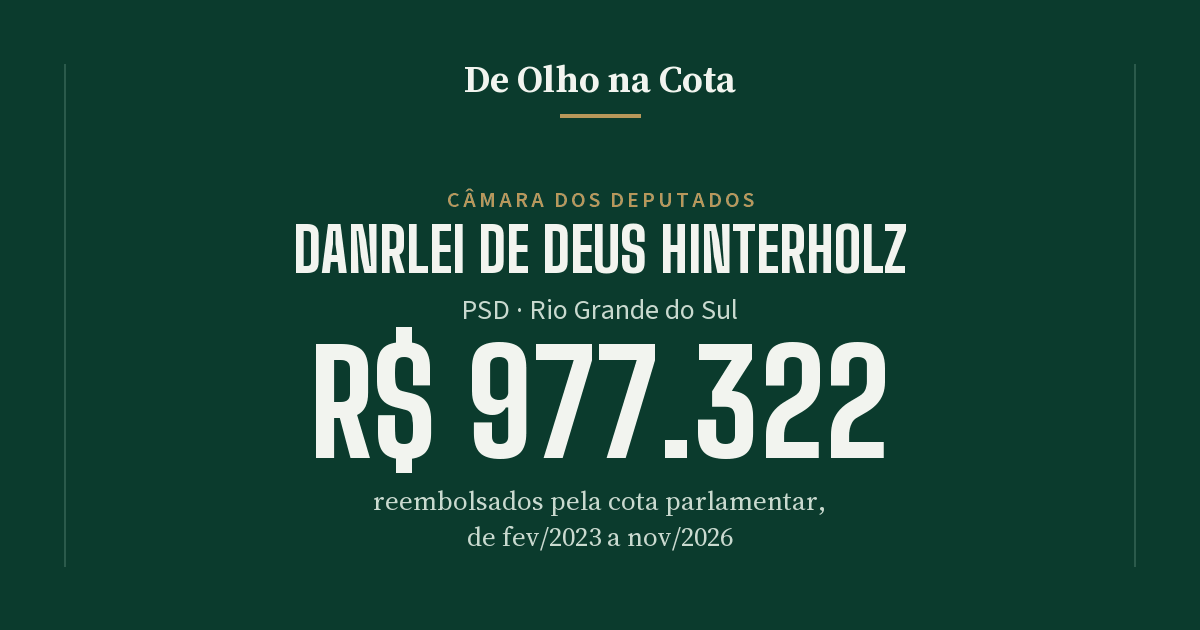 De Olho na Cota
CÂMARA DOS DEPUTADOS
DANRLEI DE DEUS HINTERHOLZ
PSD · Rio Grande do Sul
R$ 977.322
reembolsados pela cota parlamentar,
de fev/2023 a nov/2026